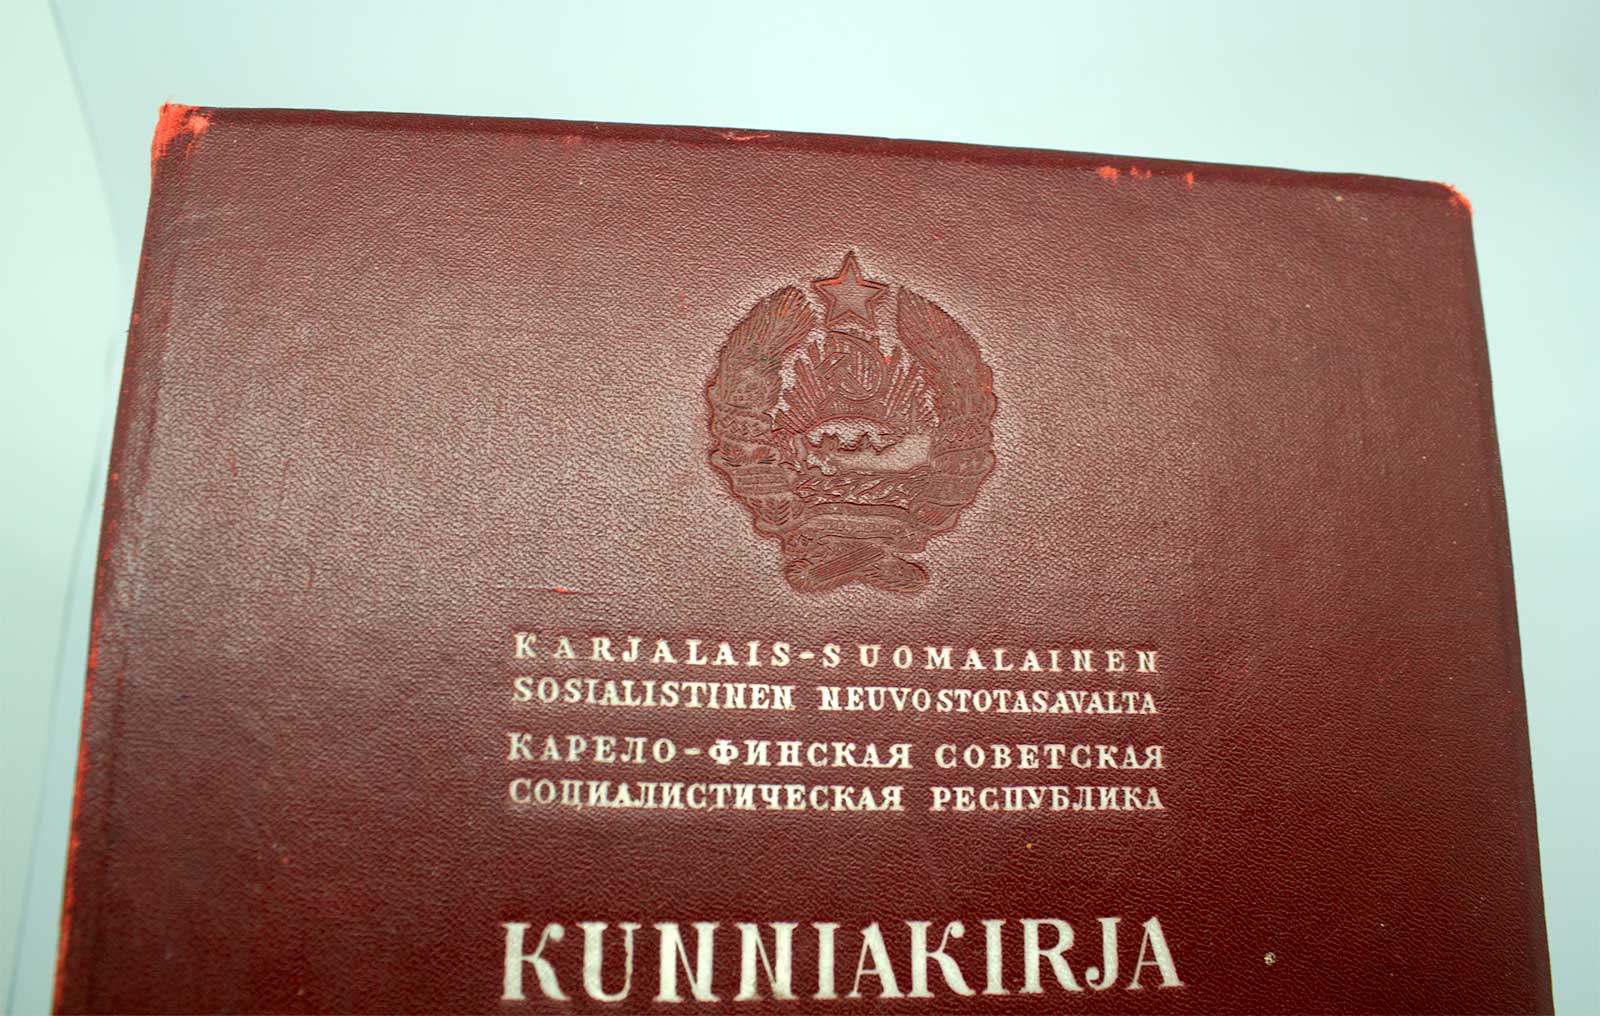 KARJALAIS-SUOMALAINEN
SOSIALISTINEN NEUVOSTOTASAVALTA
КАРЕЛО-ФИНСКАЯ СОВЕТСКАЯ
СОЦИАЛИСТИЧЕСКАЯ РЕСПУБЛИКА
KUNNIAKIRJA